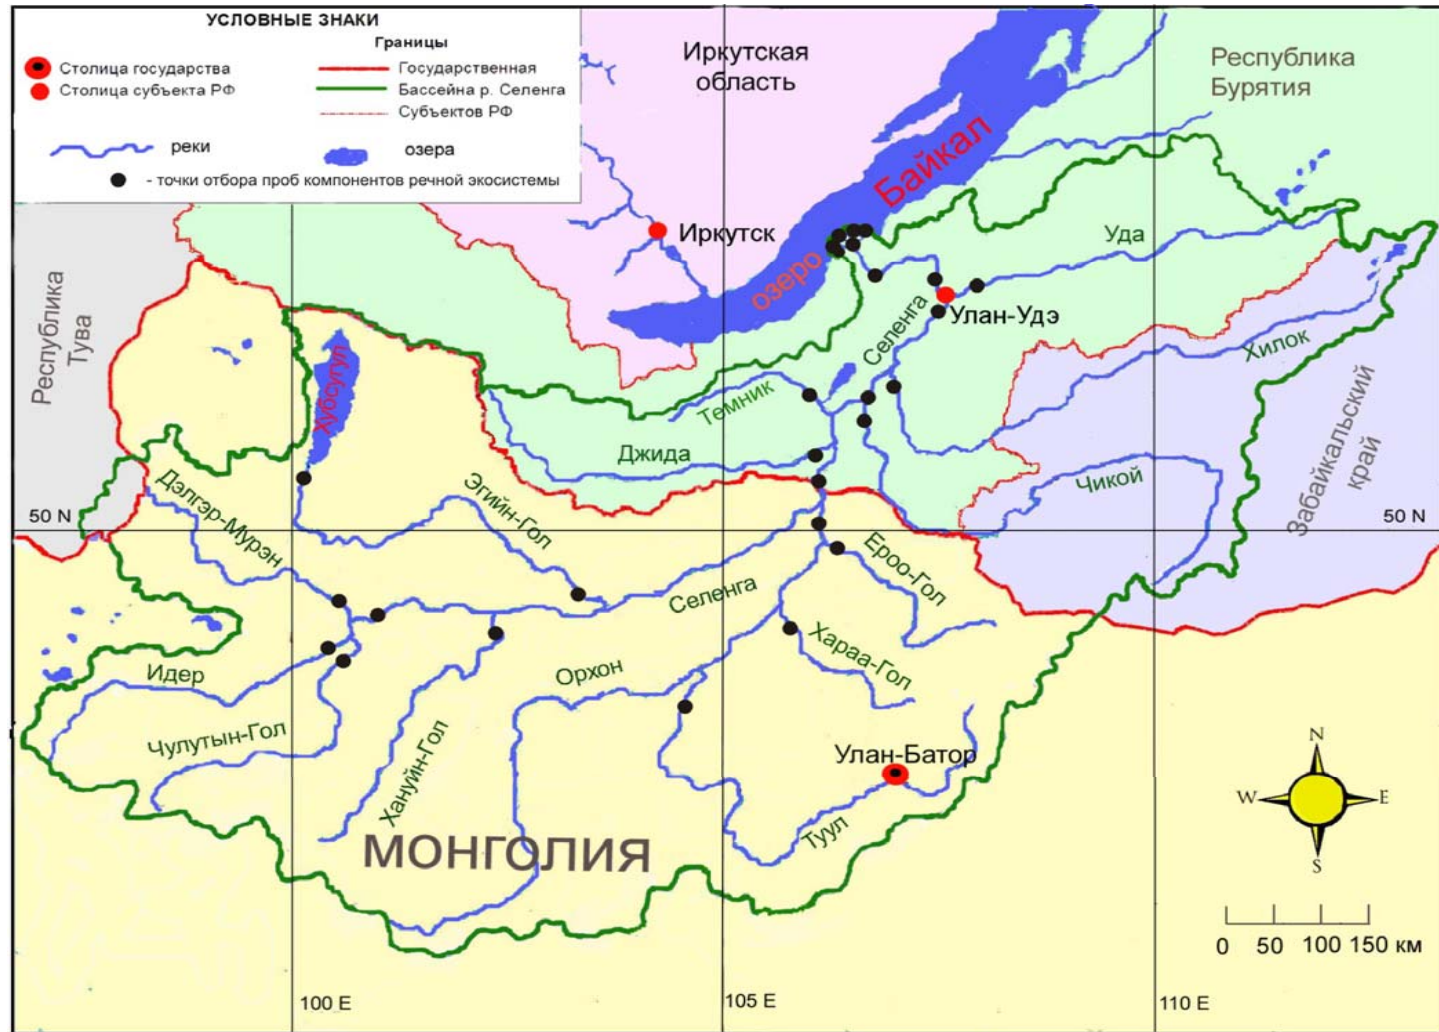 УСЛОВНЫЕ ЗНАКИ
Границы
Столица государства
Столица субъекта РФ
Государственная
Бассейна р. Селенга
Субъектов РФ
реки
озера
- точки отбора проб компонентов речной экосистемы
Иркутская
область
Республика
Бурятия
Байкал
озеро
Иркутск
Уда
Республика
Тува
Хубсугул
Селенга
Улан-Удэ
Хилок
Темник
Джида
Чикой
Забайкальский
край
50 N
50 N
Дэлгэр-Мурэн
Эгийн-Гол
Ероо-Гол
Селенга
Хараа-Гол
Идер
Орхон
Чулутын-Гол
Хануйн-Гол
Улан-Батор
Туул
МОНГОЛИЯ
N
W
E
S
0 50 100 150 км
100 E
105 E
110 E